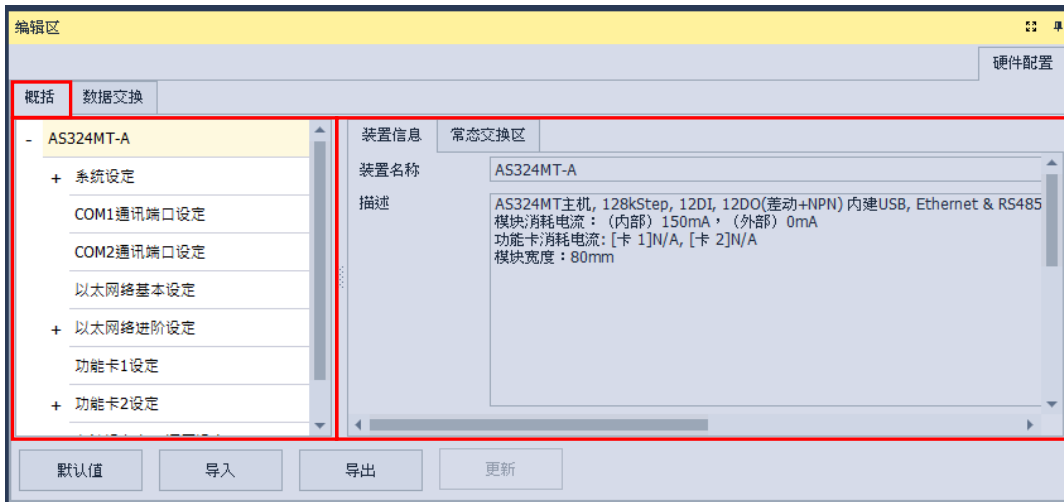 编辑区
硬件配置
概括
数据交换
- AS324MT-A
+ 系统设定
COM1通讯端口设定
COM2通讯端口设定
以太网络基本设定
+ 以太网络进阶设定
功能卡1设定
+ 功能卡2设定
装置信息
常态交换区
装置名称
AS324MT-A
描述
AS324MT主机, 128kStep, 12DI, 12DO(差动+NPN) 内建USB, Ethernet & RS485
模块消耗电流：（内部）150mA，（外部）0mA
功能卡消耗电流: [卡 1]N/A, [卡 2]N/A
模块宽度：80mm
默认值
导入
导出
更新